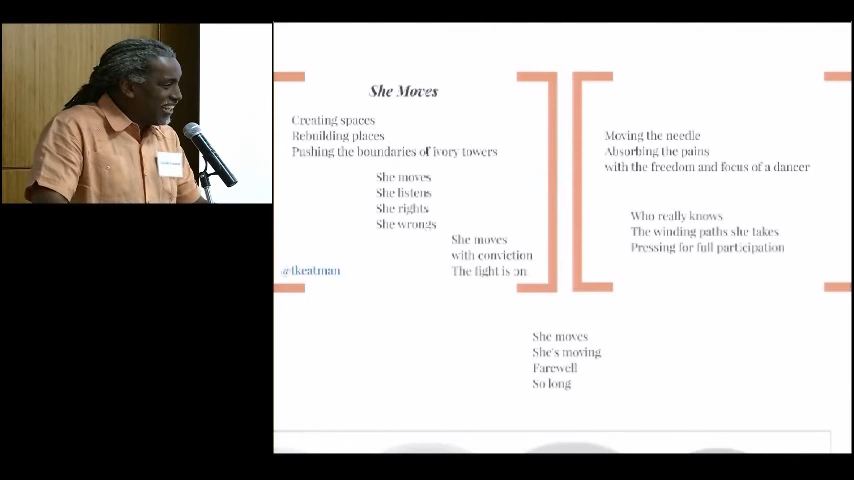 She Moves
Creating spaces
Rebuilding places
Pushing the boundaries of ivory towers
She moves
She listens
She rights
She wrongs
She moves
with conviction
The fight is on
@tkeatman
Moving the needle
Absorbing the pains
with the freedom and focus of a dancer
Who really knows
The winding paths she takes
Pressing for full participation
She moves
She's moving
Farewell
So long